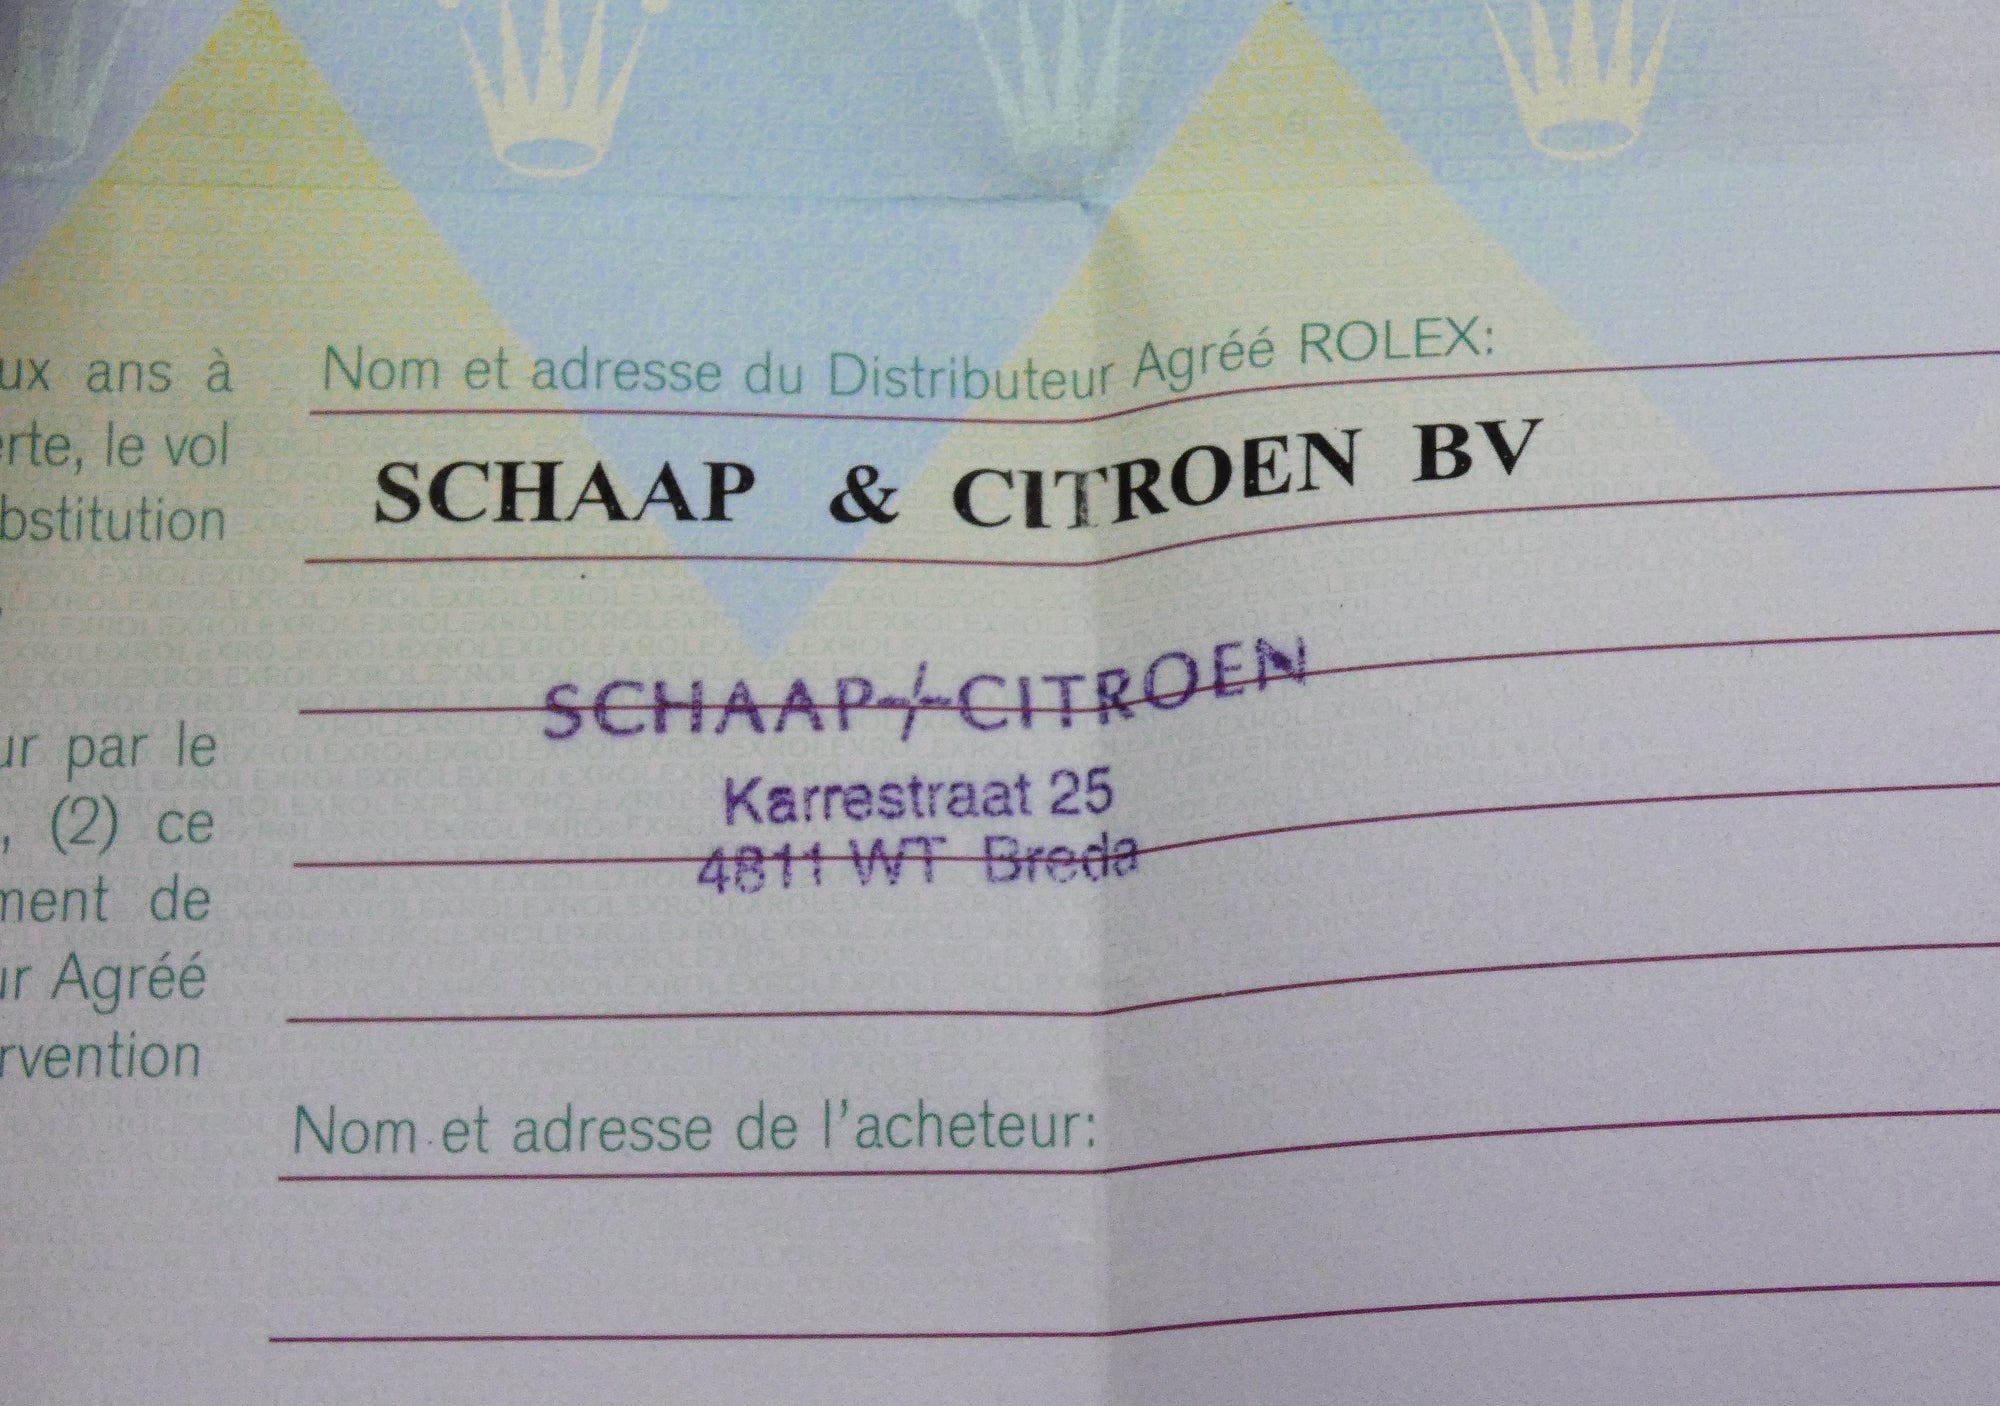 ux ans à
erte, le vol
bstitution
ur par le
, (2) ce
ment de
ur Agréé
rvention
Nom et adresse du Distributeur Agréé ROLEX:
SCHAAP & CITROEN BV
SCHAAP-/-CITROEN
Karrestraat 25
4811 WT Breda
Nom et adresse de l'acheteur: